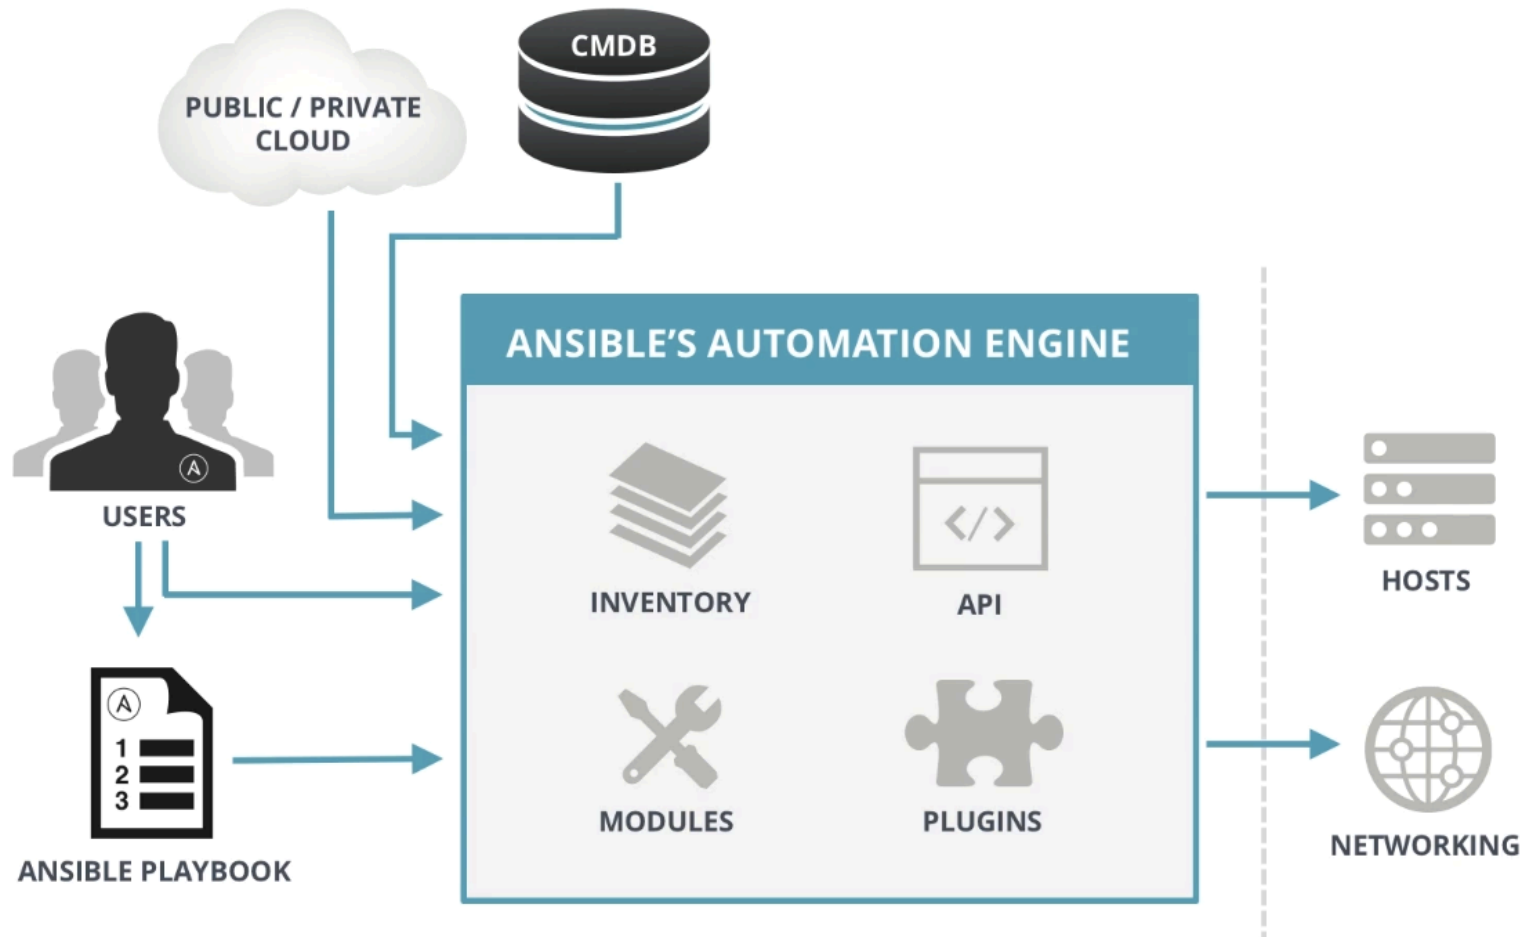 PUBLIC / PRIVATE
CLOUD
CMDB
ANSIBLE’S AUTOMATION ENGINE
USERS
INVENTORY
API
HOSTS
1
2
3
MODULES
PLUGINS
NETWORKING
ANSIBLE PLAYBOOK